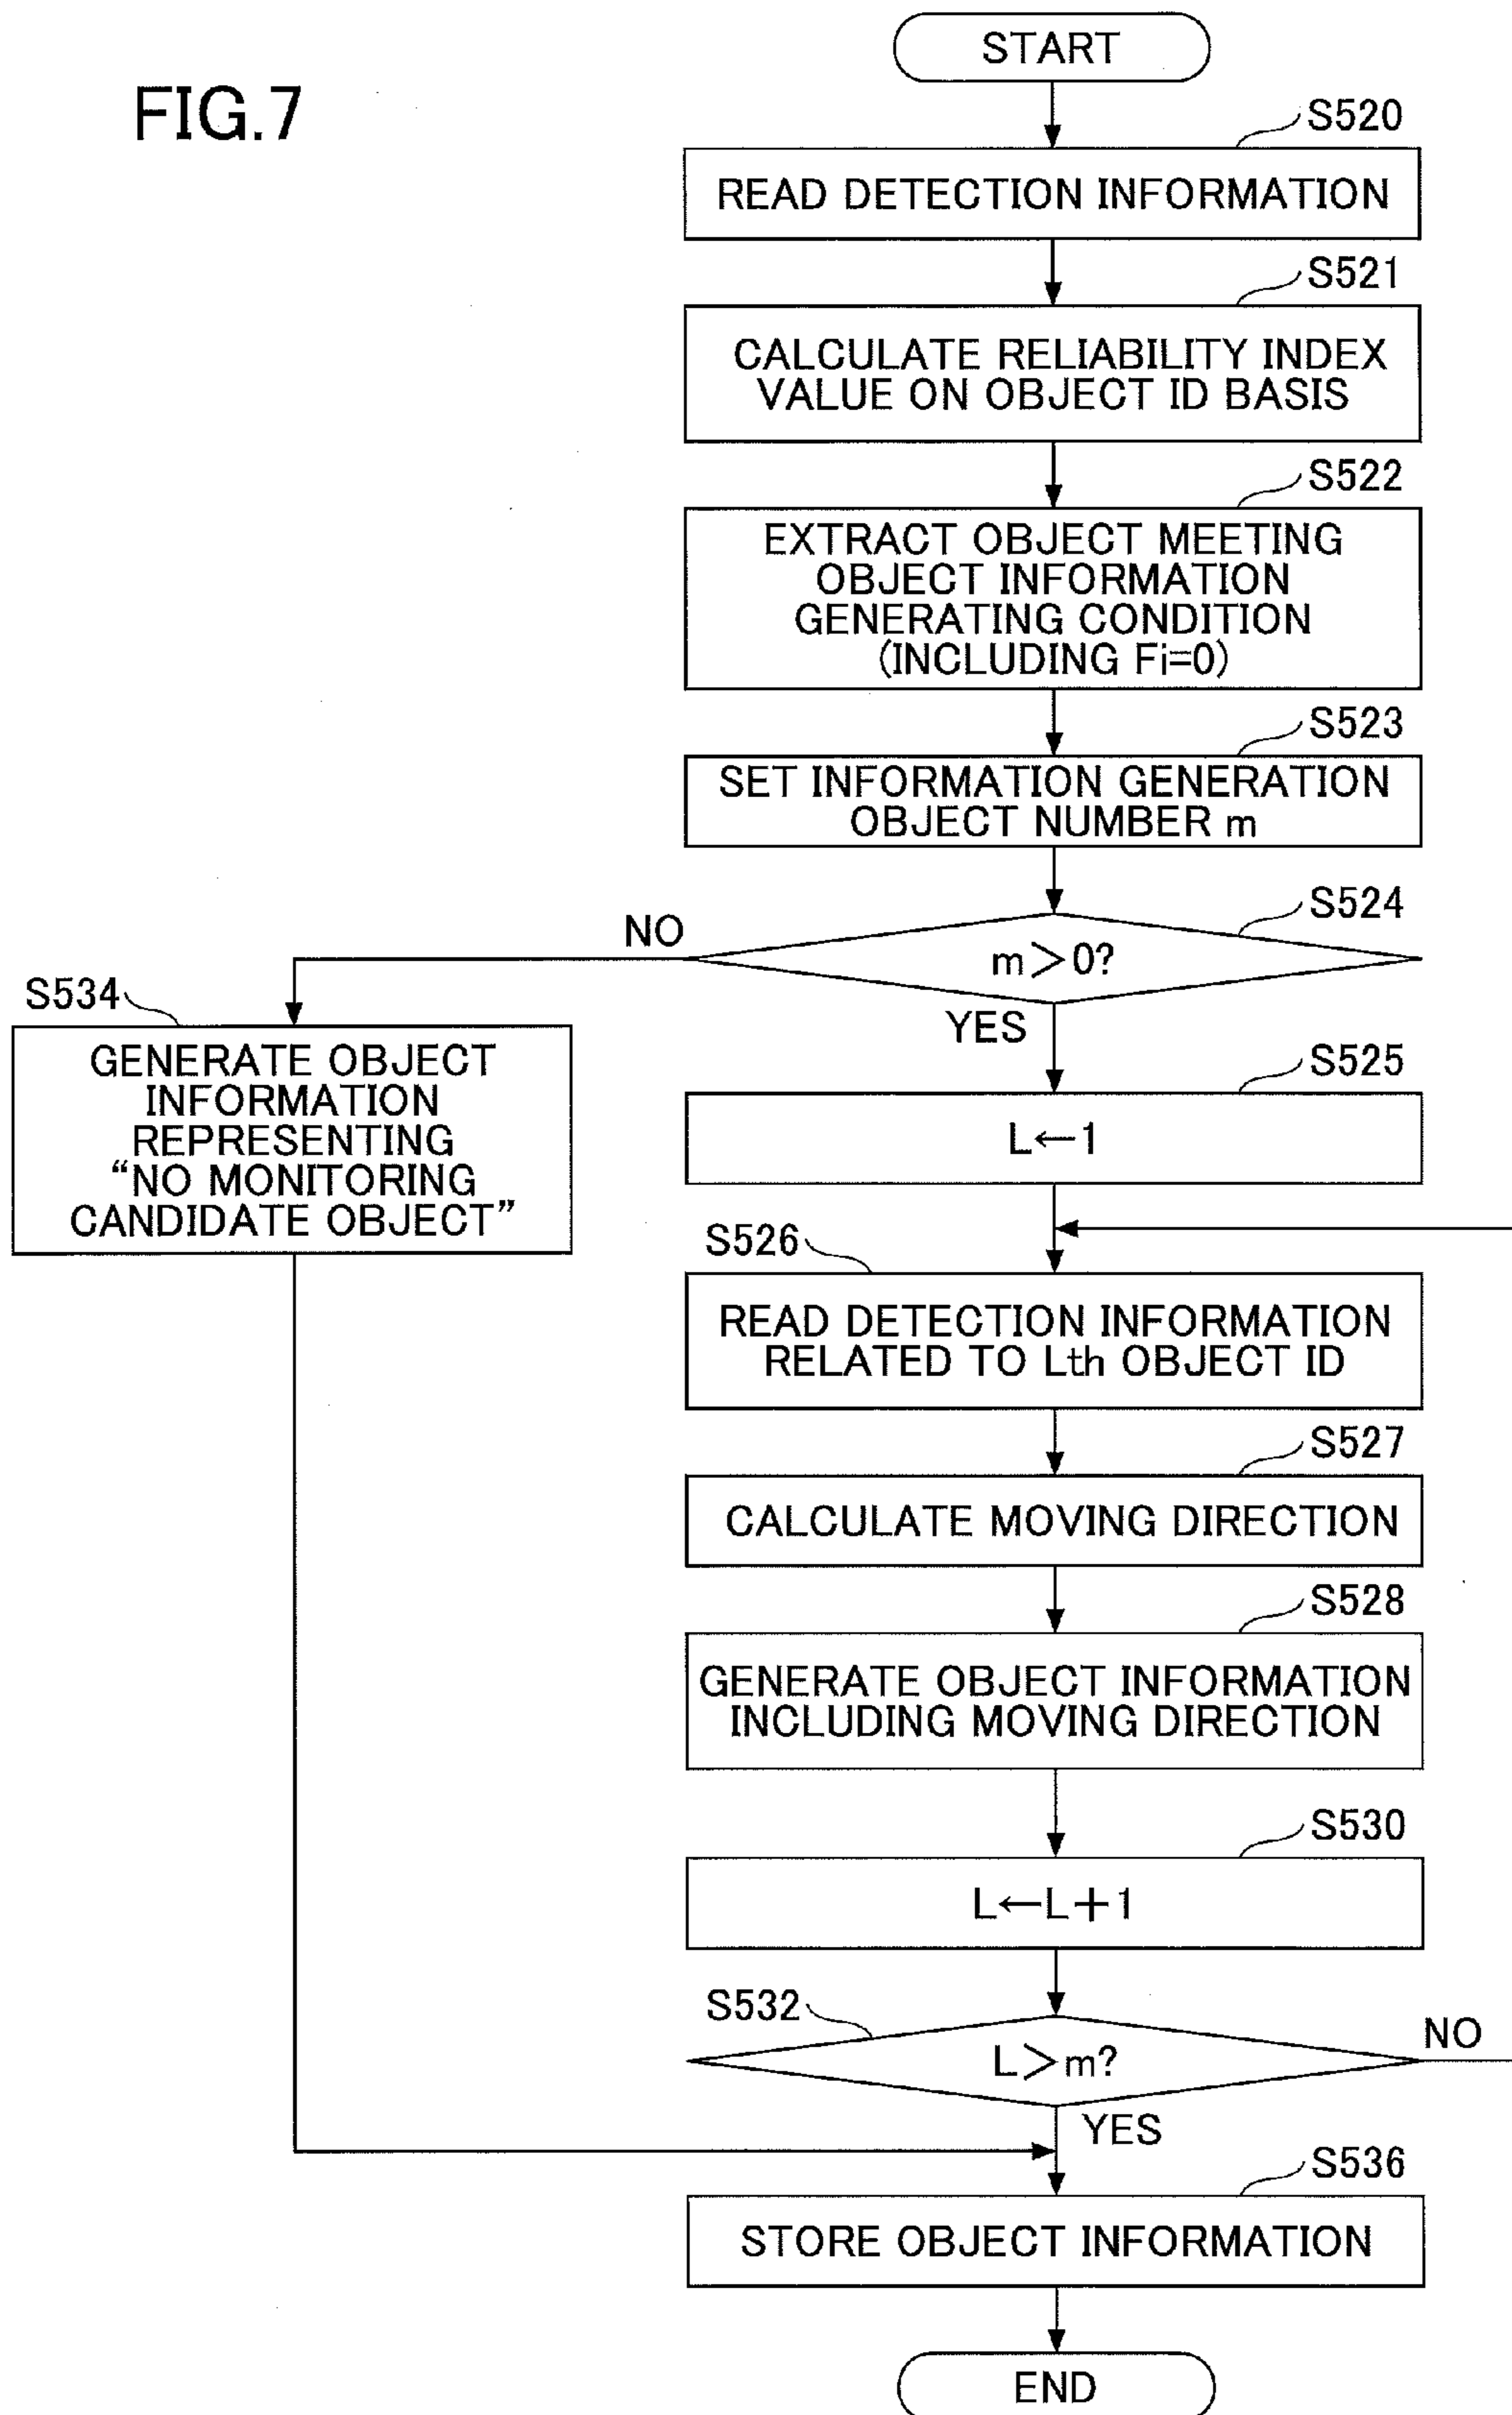 FIG.7
START
S520
READ DETECTION INFORMATION
S521
CALCULATE RELIABILITY INDEX
VALUE ON OBJECT ID BASIS
S522
EXTRACT OBJECT MEETING
OBJECT INFORMATION
GENERATING CONDITION
(INCLUDING Fi=0)
S523
SET INFORMATION GENERATION
OBJECT NUMBER m
S524
m>0?
NO
YES
S534
GENERATE OBJECT
INFORMATION
REPRESENTING
“NO MONITORING
CANDIDATE OBJECT”
S525
L←1
S526
READ DETECTION INFORMATION
RELATED TO Lth OBJECT ID
S527
CALCULATE MOVING DIRECTION
S528
GENERATE OBJECT INFORMATION
INCLUDING MOVING DIRECTION
S530
L←L+1
S532
L>m?
NO
YES
S536
STORE OBJECT INFORMATION
END